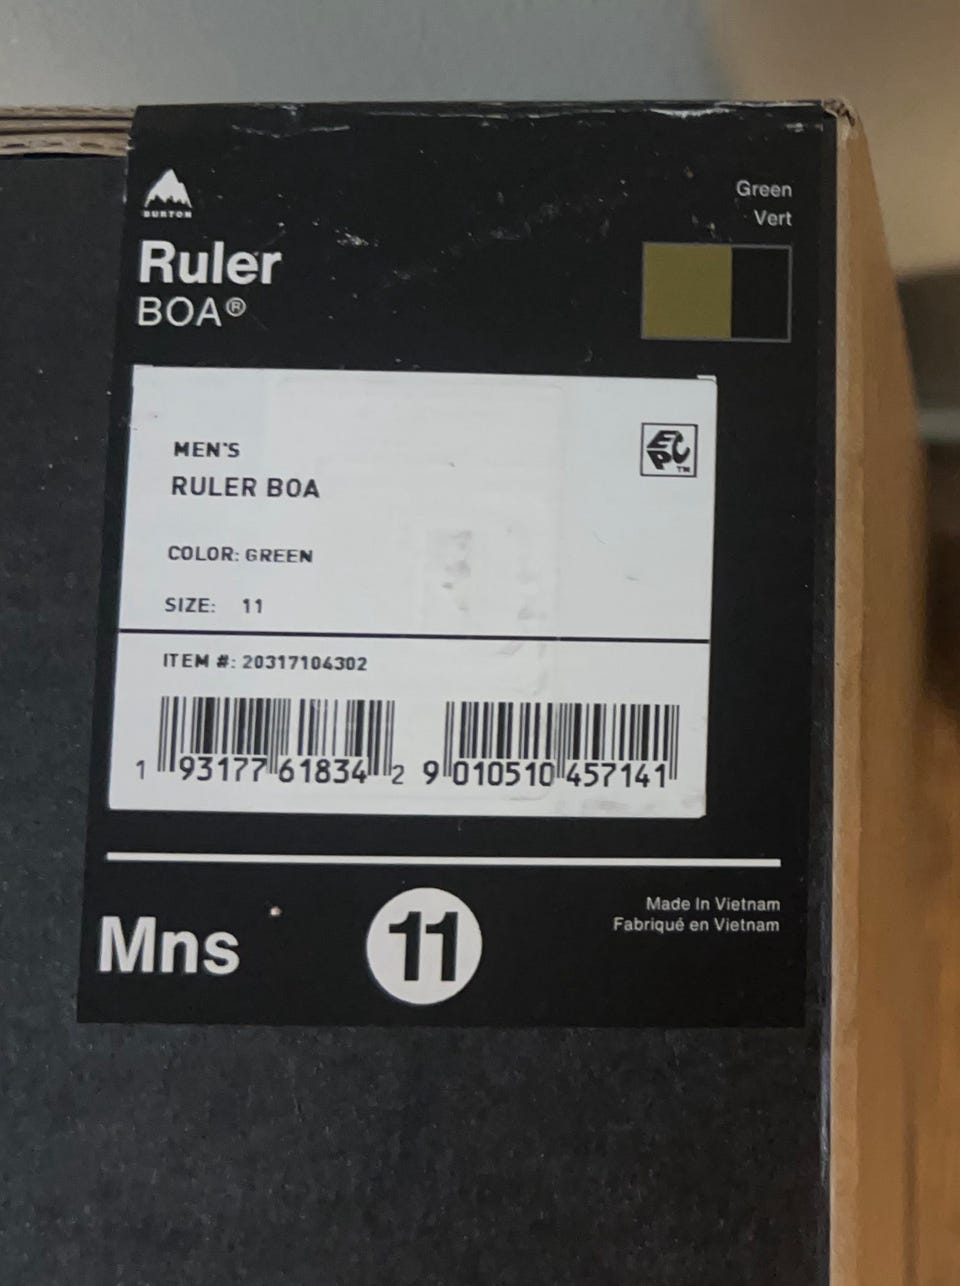 BURTON
Ruler
BOA®
Green
Vert
MEN'S
RULER BOA
ECPC™
COLOR: GREEN
SIZE: 11
ITEM #: 20317104302
1 93177 61834 2
9 010510 457141
Mns
11
Made In Vietnam
Fabriqué en Vietnam